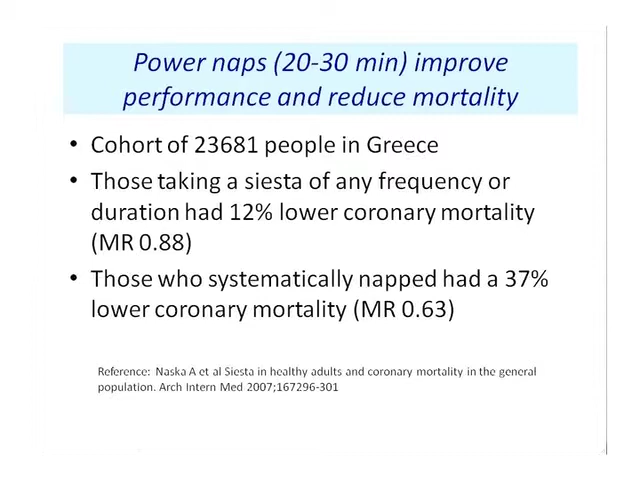 Power naps (20-30 min) improve
performance and reduce mortality
• Cohort of 23681 people in Greece
• Those taking a siesta of any frequency or
duration had 12% lower coronary mortality
(MR 0.88)
• Those who systematically napped had a 37%
lower coronary mortality (MR 0.63)
Reference: Naska A et al Siesta in healthy adults and coronary mortality in the general
population. Arch Intern Med 2007;167296-301